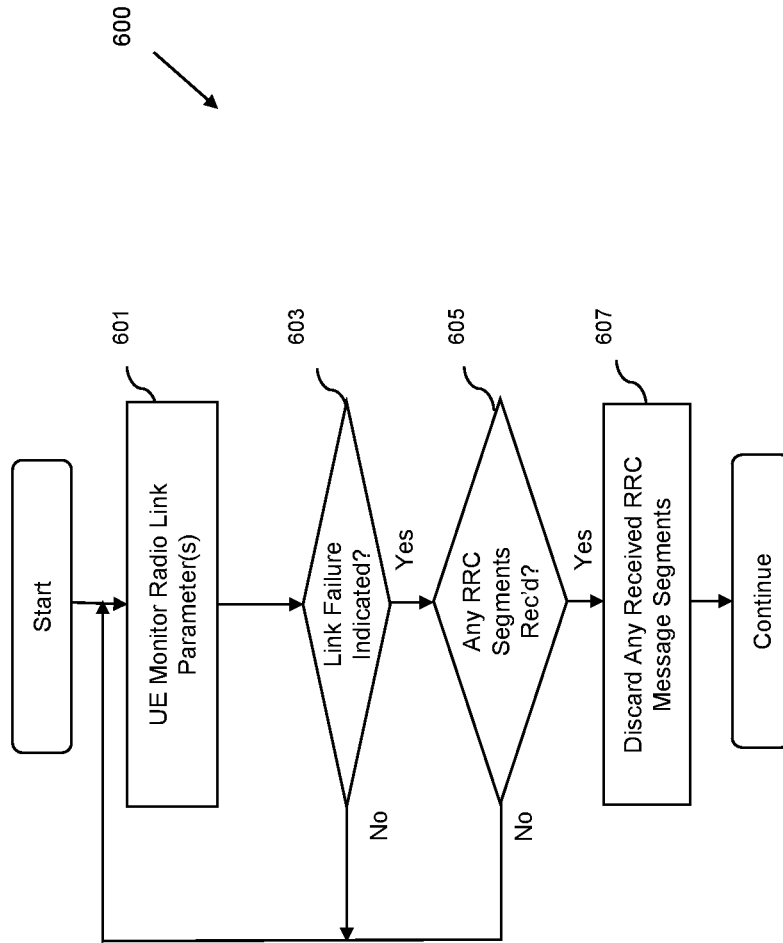 600
Start
601
UE Monitor Radio Link
Parameter(s)
603
Link Failure
Indicated?
Yes
No
605
Any RRC
Segments
Rec'd?
Yes
No
607
Discard Any Received RRC
Message Segments
Continue